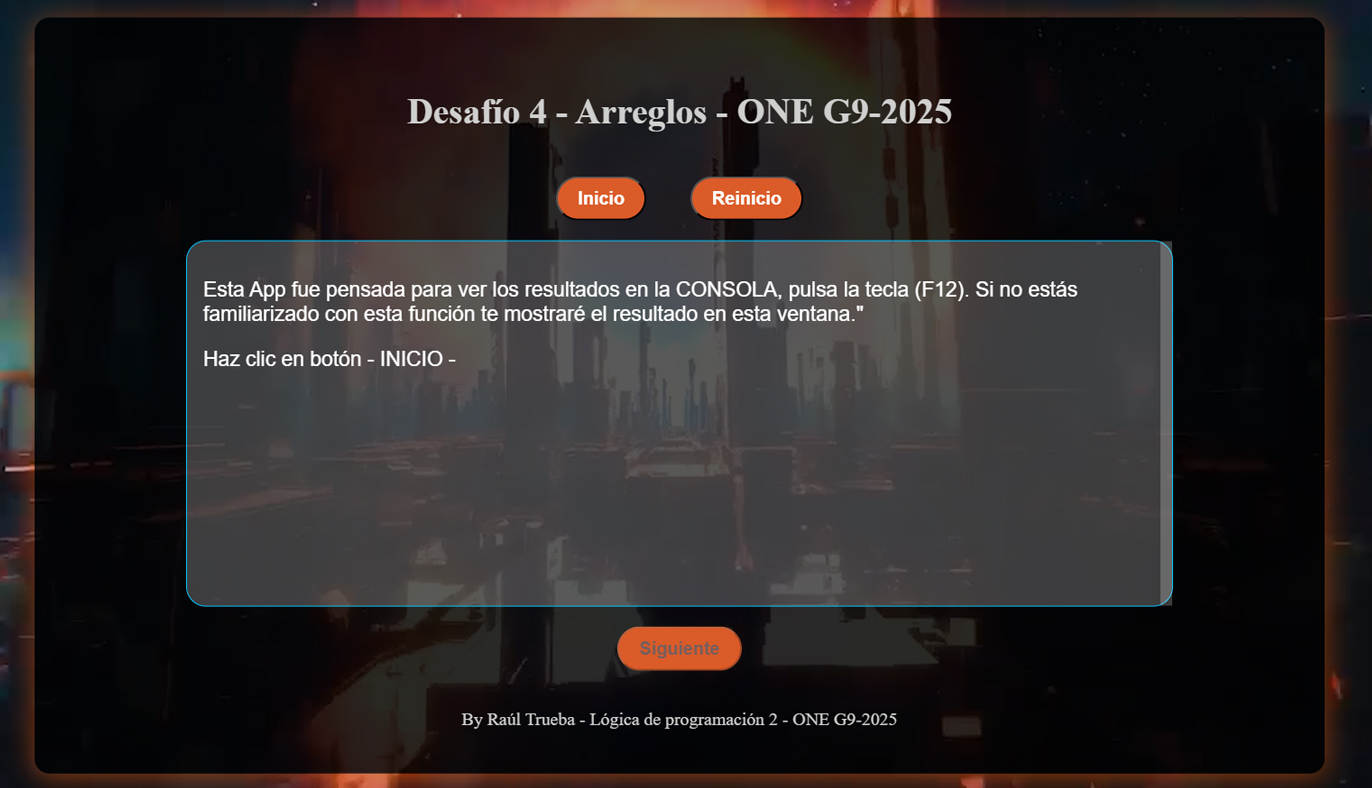 Desafío 4 - Arreglos - ONE G9-2025
Inicio
Reinicio
Esta App fue pensada para ver los resultados en la CONSOLA, pulsa la tecla (F12). Si no estás
familiarizado con esta función te mostraré el resultado en esta ventana."
Haz clic en botón - INICIO -
Siguiente
By Raúl Trueba - Lógica de programación 2 - ONE G9-2025